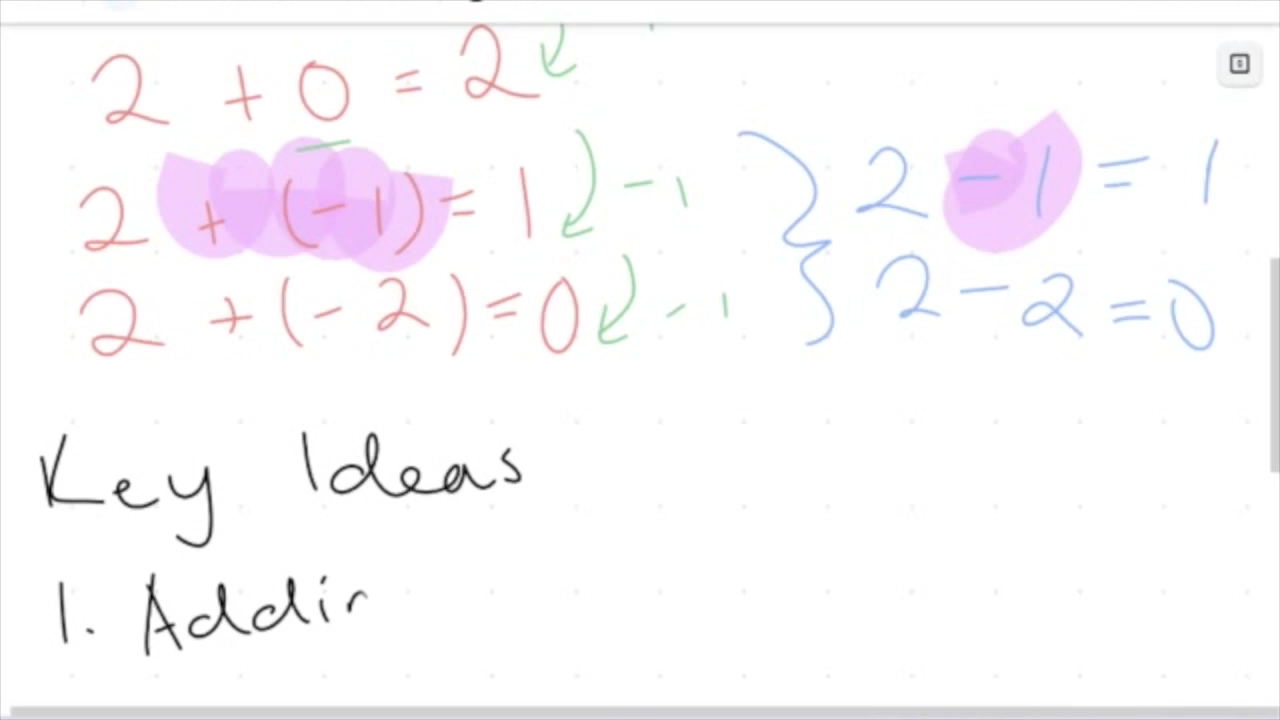 2 + 0 = 2
2 + (-1) = 1 -1 2 - 1 = 1
2 + (-2) = 0 -1 2 - 2 = 0
Key Ideas
1. Addin